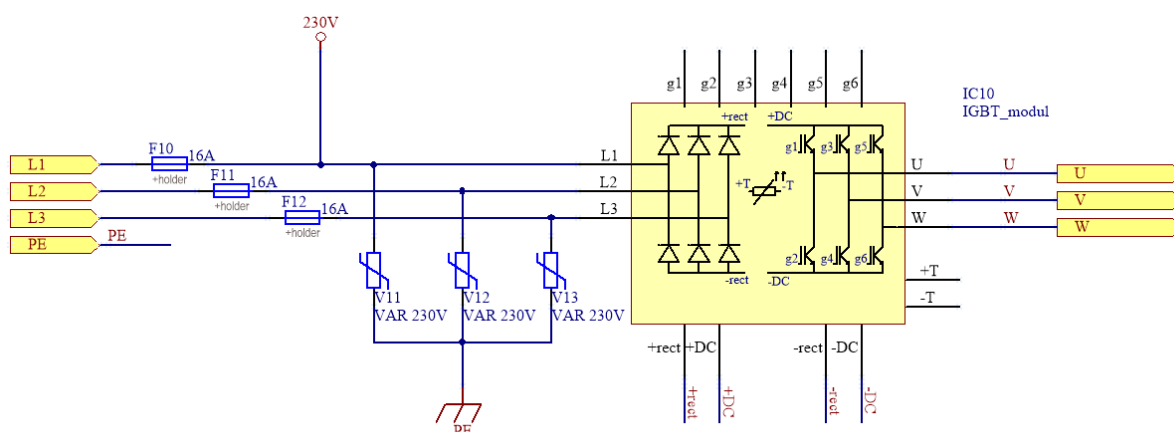 230V
g1
g2
g3
g4
g5
g6
IC10
IGBT_modul
+rect
+DC
F10
16A
+holder
L1
L1
g1
g3
g5
U
U
U
F11
16A
+holder
L2
L2
+T
-T
V
V
V
F12
16A
+holder
L3
L3
W
W
W
PE
PE
g2
g4
g6
-rect
-DC
+T
-T
V11
VAR 230V
V12
VAR 230V
V13
VAR 230V
+rect
+DC
-rect
-DC
+rect
+DC
-rect
-DC
PE